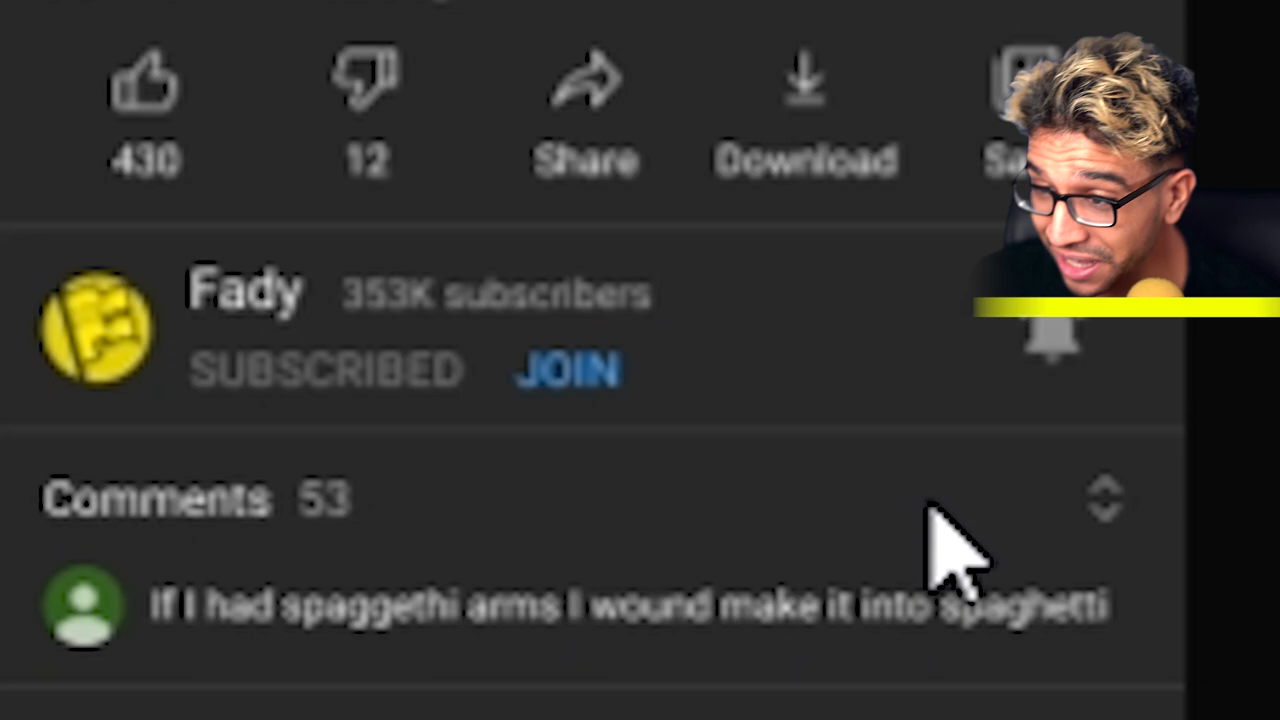 430 12 Share Download
Fady 353K subscribers
SUBSCRIBED JOIN
Comments 53
If I had spaggethi arms I wound make it into spaghetti